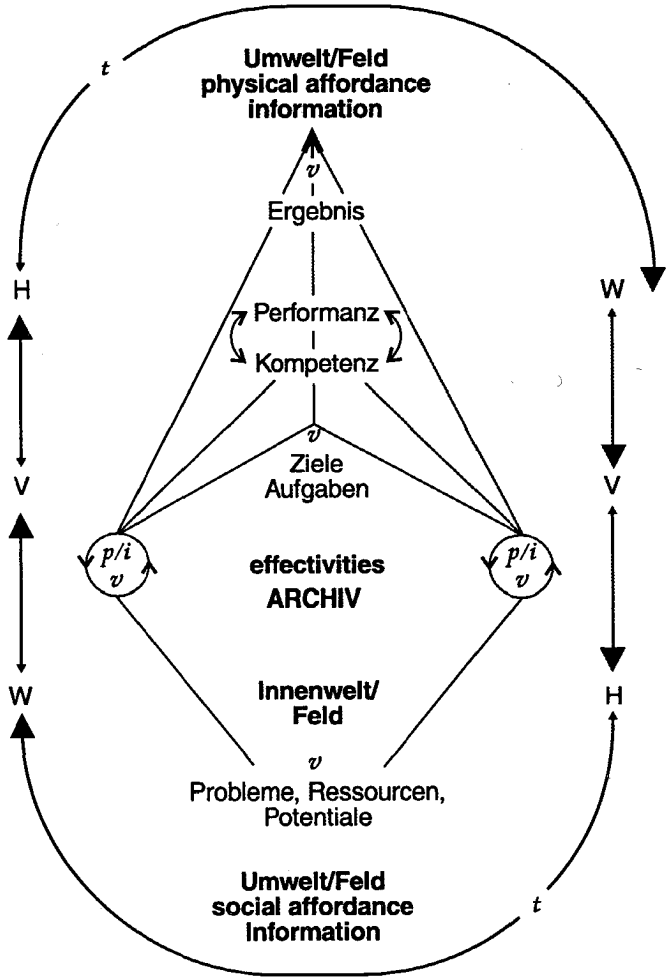 t
Umwelt/Feld
physical affordance
information
v
Ergebnis
H
W
Performanz
Kompetenz
v
Ziele
Aufgaben
V
V
p/i
v
effectivities
ARCHIV
p/i
v
W
Innenwelt/
Feld
H
v
Probleme, Ressourcen,
Potentiale
Umwelt/Feld
social affordance
Information
t